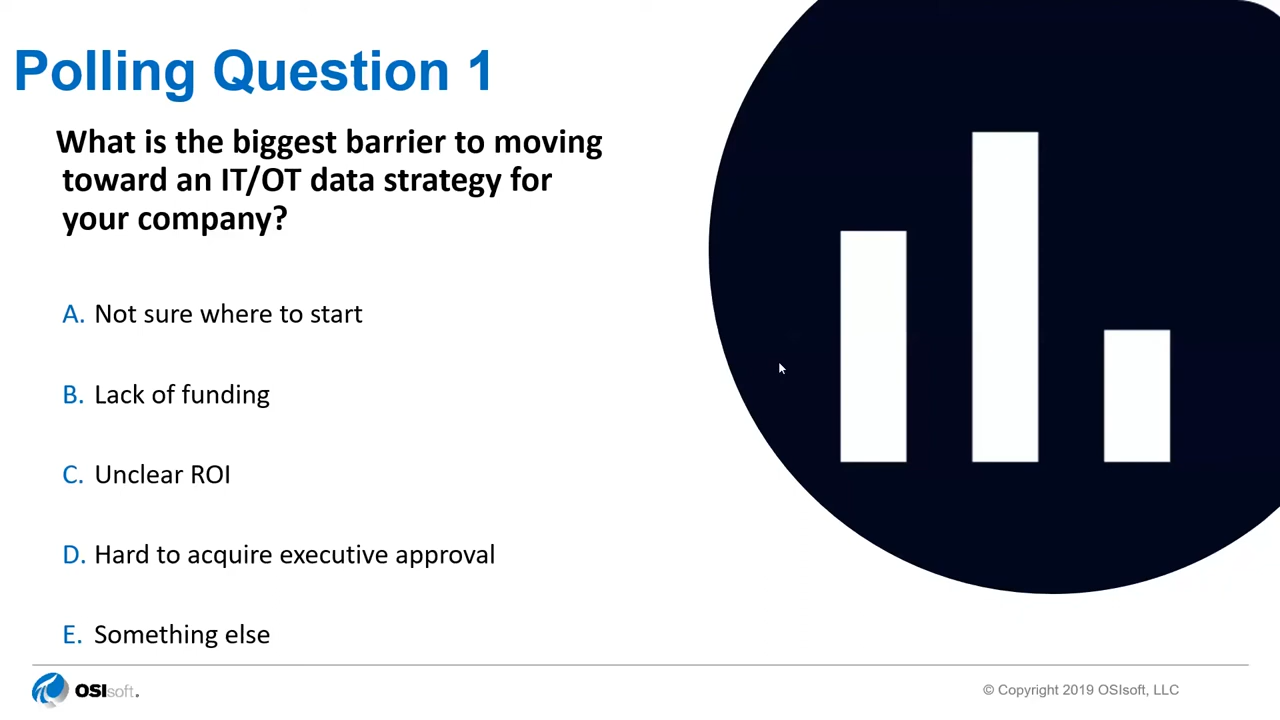 Polling Question 1
What is the biggest barrier to moving
toward an IT/OT data strategy for
your company?
A. Not sure where to start
B. Lack of funding
C. Unclear ROI
D. Hard to acquire executive approval
E. Something else
OSIsoft.
© Copyright 2019 OSIsoft, LLC